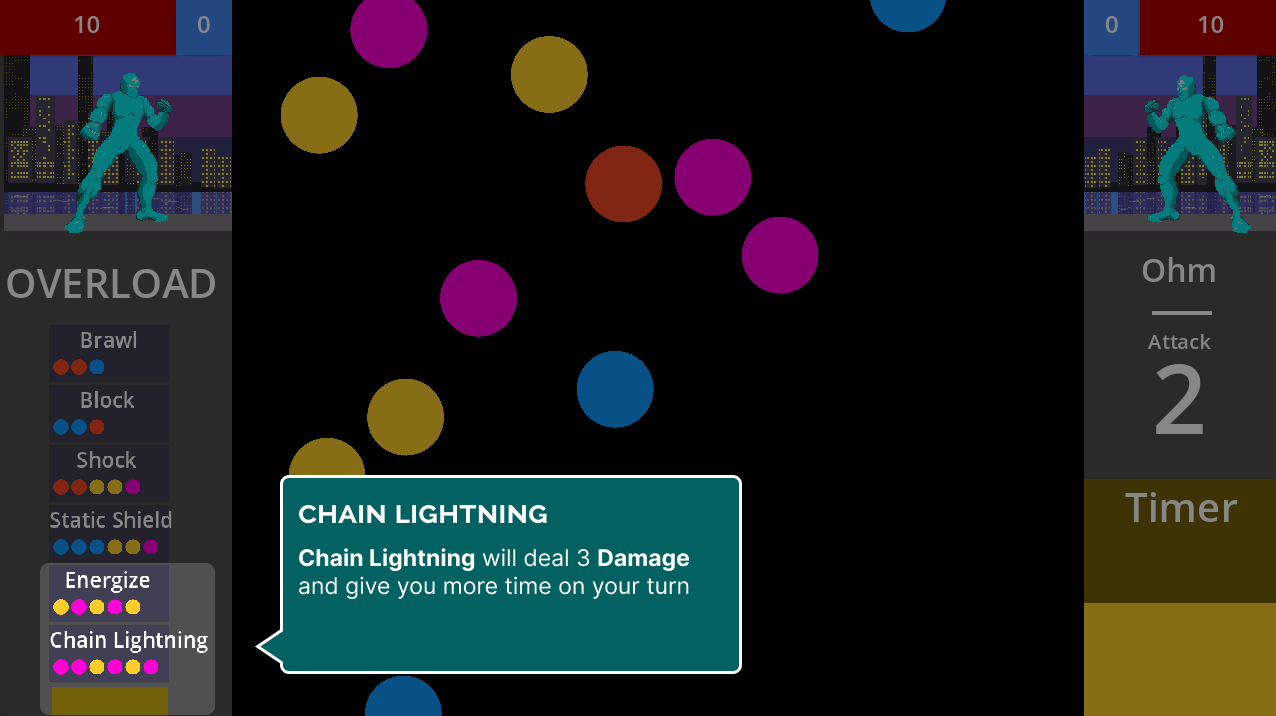 10
0
0
10
OVERLOAD
Brawl
Block
Shock
Static Shield
Energize
Chain Lightning
CHAIN LIGHTNING
Chain Lightning will deal 3 Damage
and give you more time on your turn
Ohm
Attack
2
Timer